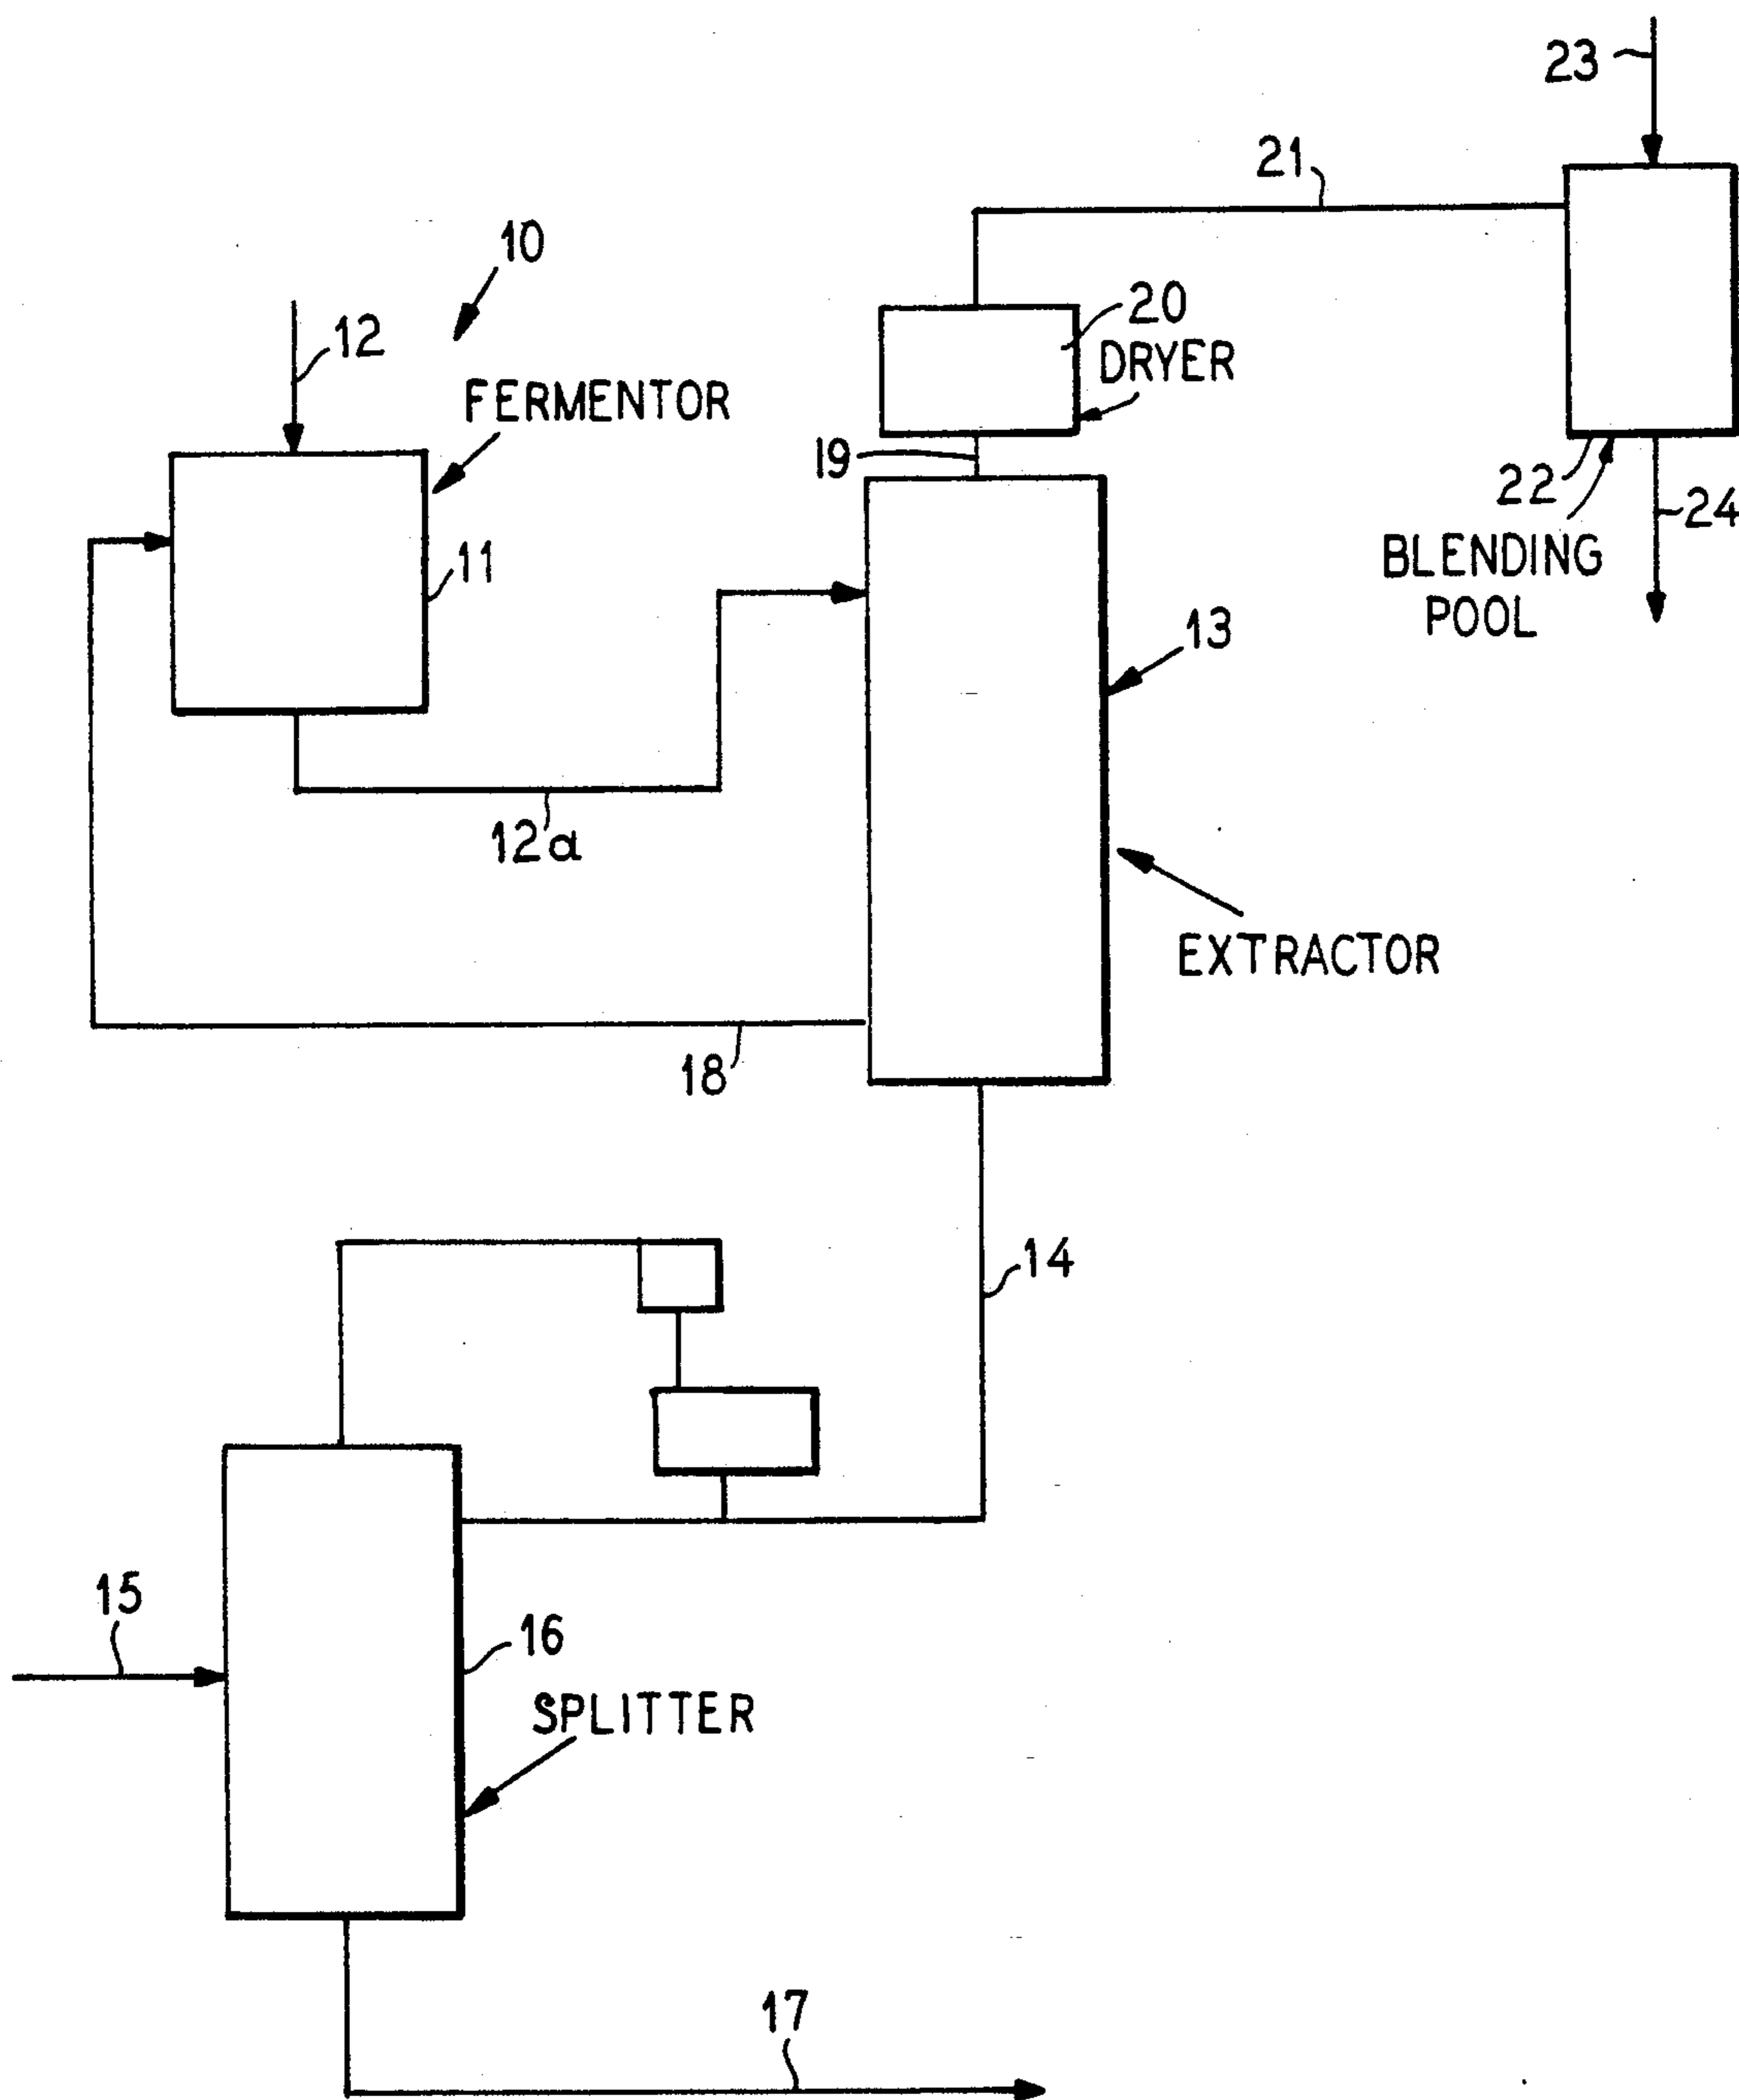 23
21
10
20
DRYER
12
FERMENTOR
19
22
24
BLENDING
POOL
11
13
12a
EXTRACTOR
18
14
15
16
SPLITTER
17